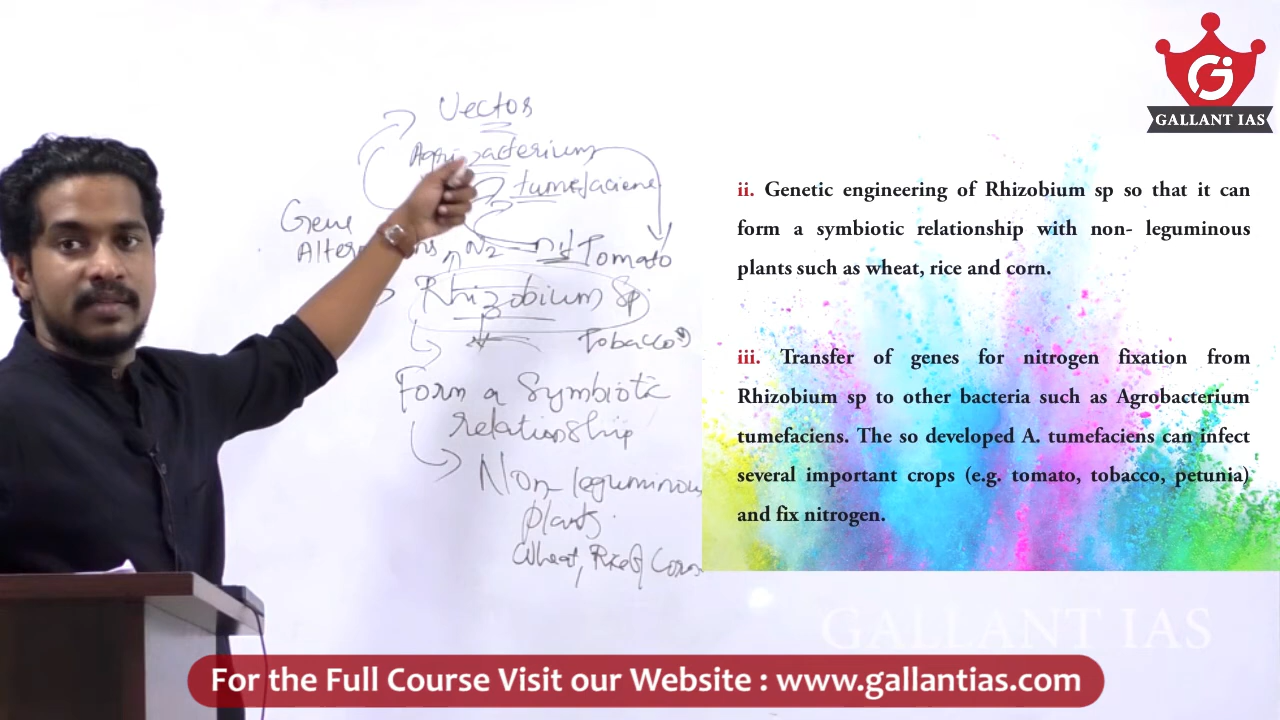 GALLANT IAS
Vector
tumefaciens
Gene
N2
Tomato
Rhizobium Sp
Tobacco
Form a Symbiotic
relationship
Non leguminous
plants
Wheat, Rice, Corn
ii. Genetic engineering of Rhizobium sp so that it can
form a symbiotic relationship with non- leguminous
plants such as wheat, rice and corn.
iii. Transfer of genes for nitrogen fixation from
Rhizobium sp to other bacteria such as Agrobacterium
tumefaciens. The so developed A. tumefaciens can infect
several important crops (e.g. tomato, tobacco, petunia)
and fix nitrogen.
GALLANT IAS
For the Full Course Visit our Website : www.gallantias.com